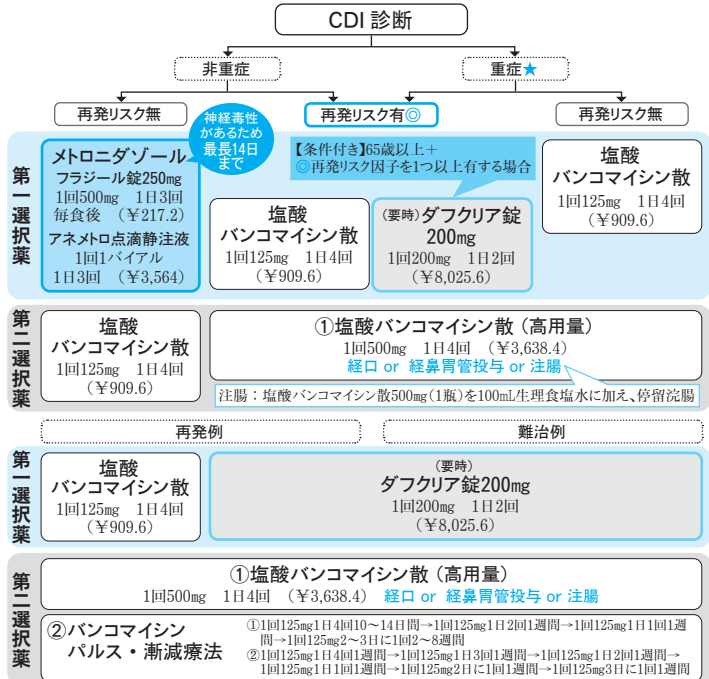 CDI 診断
非重症
重症★
再発リスク無
再発リスク有◎
再発リスク無
神経毒性
があるため
最長14日
まで
第一選択薬
メトロニダゾール
フラジール錠250mg
1回500mg 1日3回
毎食後 (¥217.2)
アネメトロ点滴静注液
1回1バイアル
1日3回 (¥3,564)
塩酸
バンコマイシン散
1回125mg 1日4回
(¥909.6)
【条件付き】65歳以上+
◎再発リスク因子を1つ以上有する場合
(要時)ダフクリア錠
200mg
1回200mg 1日2回
(¥8,025.6)
塩酸
バンコマイシン散
1回125mg 1日4回
(¥909.6)
第二選択薬
塩酸
バンコマイシン散
1回125mg 1日4回
(¥909.6)
①塩酸バンコマイシン散(高用量)
1回500mg 1日4回 (¥3,638.4)
経口 or 経鼻胃管投与 or 注腸
注腸:塩酸バンコマイシン散500mg(1瓶)を100mL生理食塩水に加え、停留浣腸
再発例
難治例
第一選択薬
塩酸
バンコマイシン散
1回125mg 1日4回
(¥909.6)
(要時)
ダフクリア錠200mg
1回200mg 1日2回
(¥8,025.6)
第二選択薬
①塩酸バンコマイシン散(高用量)
1回500mg 1日4回 (¥3,638.4) 経口 or 経鼻胃管投与 or 注腸
②バンコマイシン
パルス・漸減療法
①1回125mg1日4回10〜14日間→1回125mg1日2回1週間→1回125mg1日1回1週
間→1回125mg2〜3日に1回2〜8週間
②1回125mg1日4回1週間→1回125mg1日3回1週間→1回125mg1日2回1週間→
1回125mg1日1回1週間→1回125mg2日に1回1週間→1回125mg3日に1回1週間